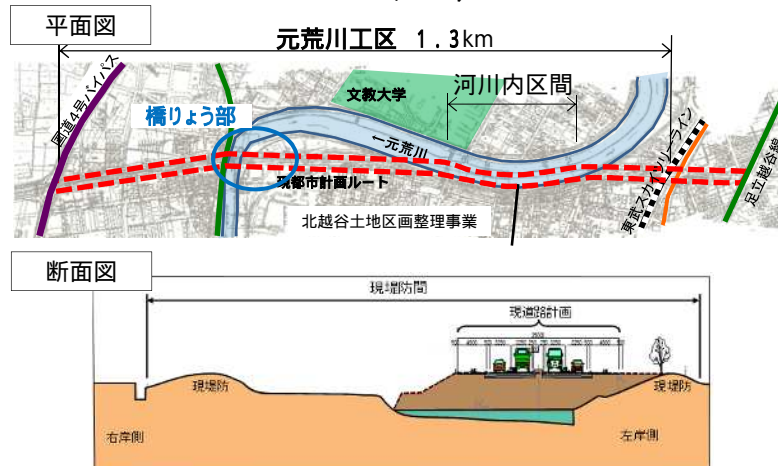 平面図
元荒川工区 1.3km
国道4号バイパス
橋りょう部
文教大学
河川内区間
←元荒川
現都市計画ルート
北越谷土地区画整理事業
東武スカイツリーライン
足立越谷線
断面図
現堤防間
現道路計画
現堤防
現堤防
右岸側
左岸側